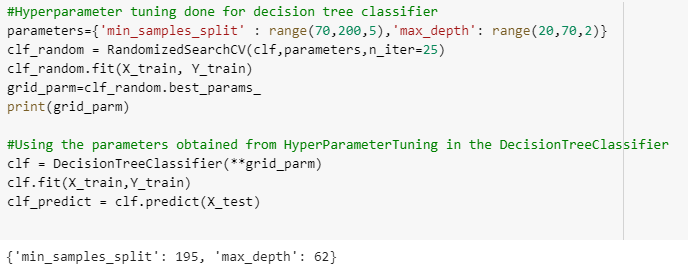 #Hyperparameter tuning done for decision tree classifier
parameters={'min_samples_split' : range(70,200,5),'max_depth': range(20,70,2)}
clf_random = RandomizedSearchCV(clf,parameters,n_iter=25)
clf_random.fit(X_train, Y_train)
grid_parm=clf_random.best_params_
print(grid_parm)
#Using the parameters obtained from HyperParameterTuning in the DecisionTreeClassifier
clf = DecisionTreeClassifier(**grid_parm)
clf.fit(X_train,Y_train)
clf_predict = clf.predict(X_test)
{'min_samples_split': 195, 'max_depth': 62}